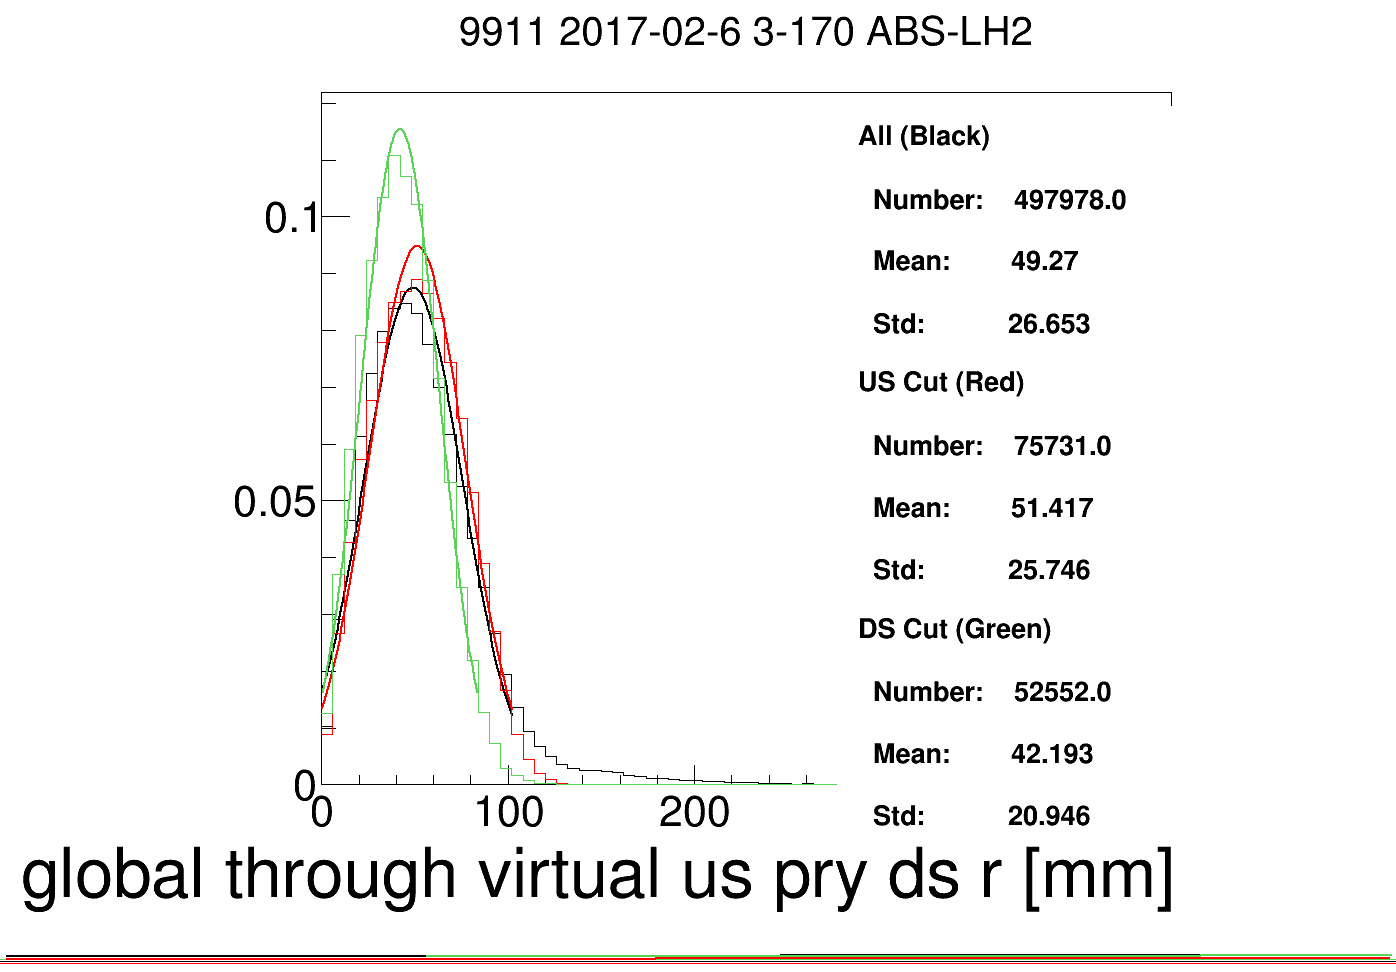 9911 2017-02-6 3-170 ABS-LH2
All (Black)
Number: 497978.0
Mean: 49.27
Std: 26.653
US Cut (Red)
Number: 75731.0
Mean: 51.417
Std: 25.746
DS Cut (Green)
Number: 52552.0
Mean: 42.193
Std: 20.946
0.1
0.05
0
0 100 200
global through virtual us pry ds r [mm]